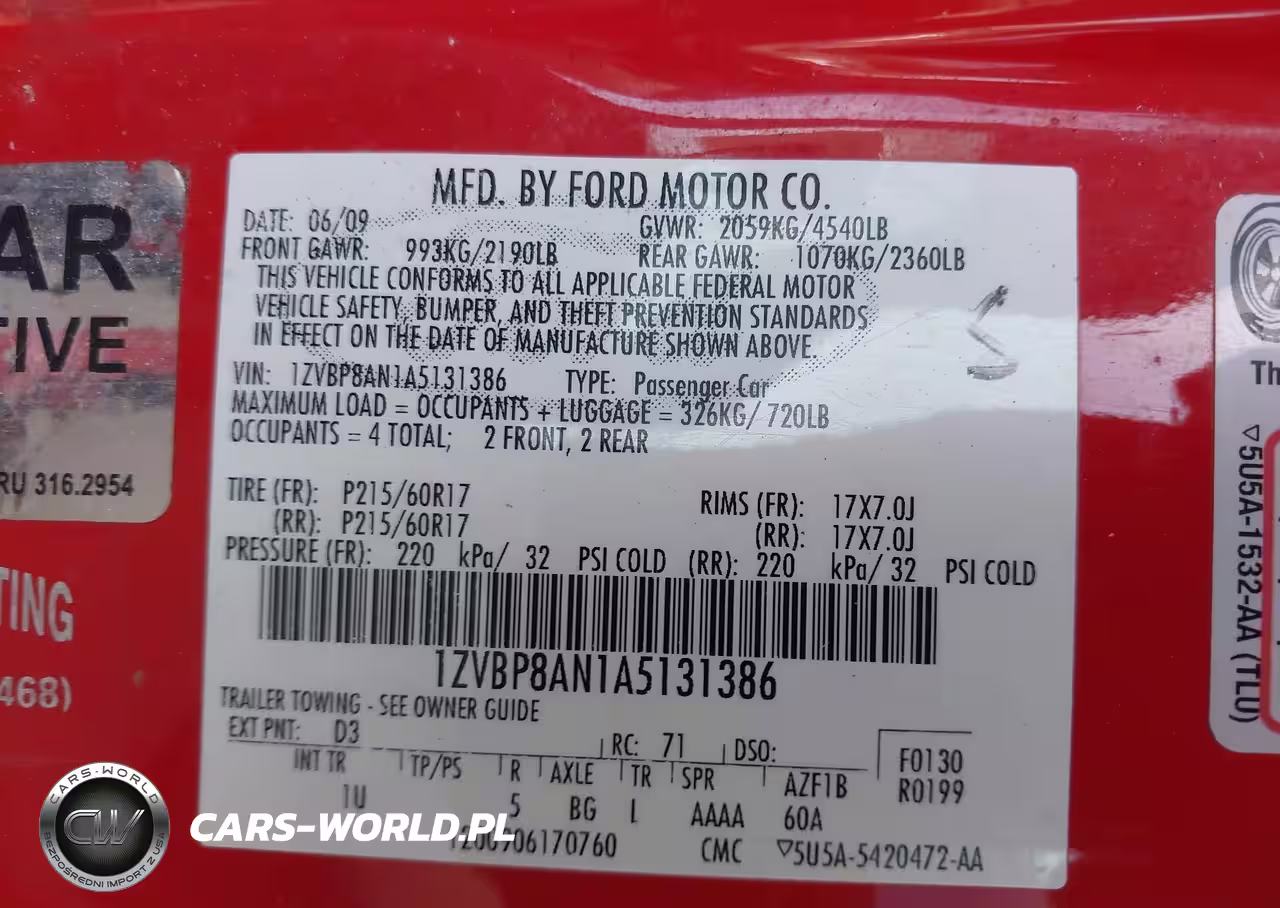 MFD. BY FORD MOTOR CO.
DATE: 06/09 GVWR: 2059KG/4540LB
FRONT GAWR: 993KG/2190LB REAR GAWR: 1070KG/2360LB
THIS VEHICLE CONFORMS TO ALL APPLICABLE FEDERAL MOTOR
VEHICLE SAFETY, BUMPER, AND THEFT PREVENTION STANDARDS
IN EFFECT ON THE DATE OF MANUFACTURE SHOWN ABOVE.
VIN: 1ZVBP8AN1A5131386 TYPE: Passenger Car
MAXIMUM LOAD = OCCUPANTS + LUGGAGE = 326KG/720LB
OCCUPANTS = 4 TOTAL; 2 FRONT, 2 REAR
TIRE (FR): P215/60R17 RIMS (FR): 17X7.0J
(RR): P215/60R17 (RR): 17X7.0J
PRESSURE (FR): 220 kPa/ 32 PSI COLD (RR): 220 kPa/ 32 PSI COLD
1ZVBP8AN1A5131386
TRAILER TOWING - SEE OWNER GUIDE
EXT PNT: D3 RC: 71 DSO: F0130
INT TR TP/PS R AXLE TR SPR AZF1B R0199
1U 5 BG L AAAA 60A
06170760 CMC ▽5U5A-5420472-AA
AR
TIVE
RU 316.2954
TING
468)
Th
▽5U5A-1532-AA (TLU)
CARS-WORLD
CW
BEZPOŚREDNI IMPORT Z USA
CARS-WORLD.PL